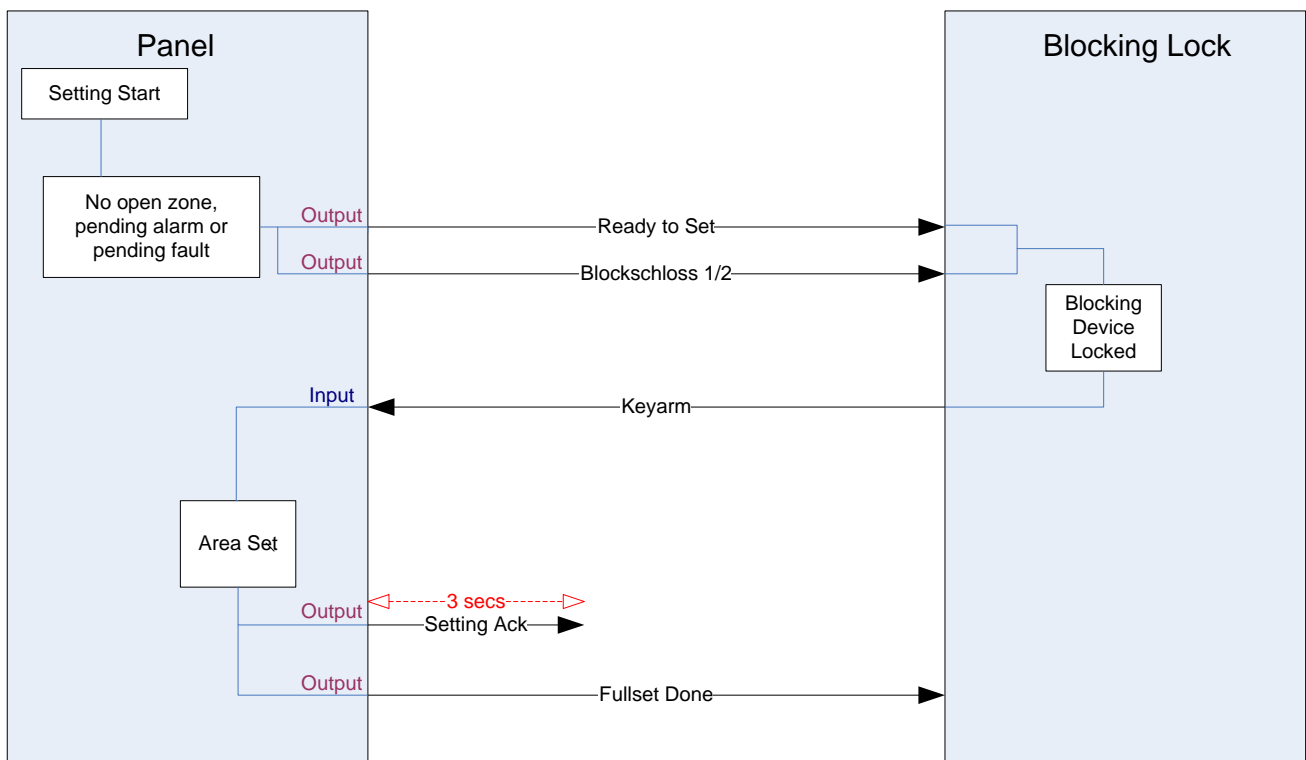 Panel
Blocking Lock
Setting Start
No open zone,
pending alarm or
pending fault
Output
Ready to Set
Output
Blockschloss 1/2
Blocking
Device
Locked
Input
Keyarm
Area Set
3 secs
Output
Setting Ack
Output
Fullset Done